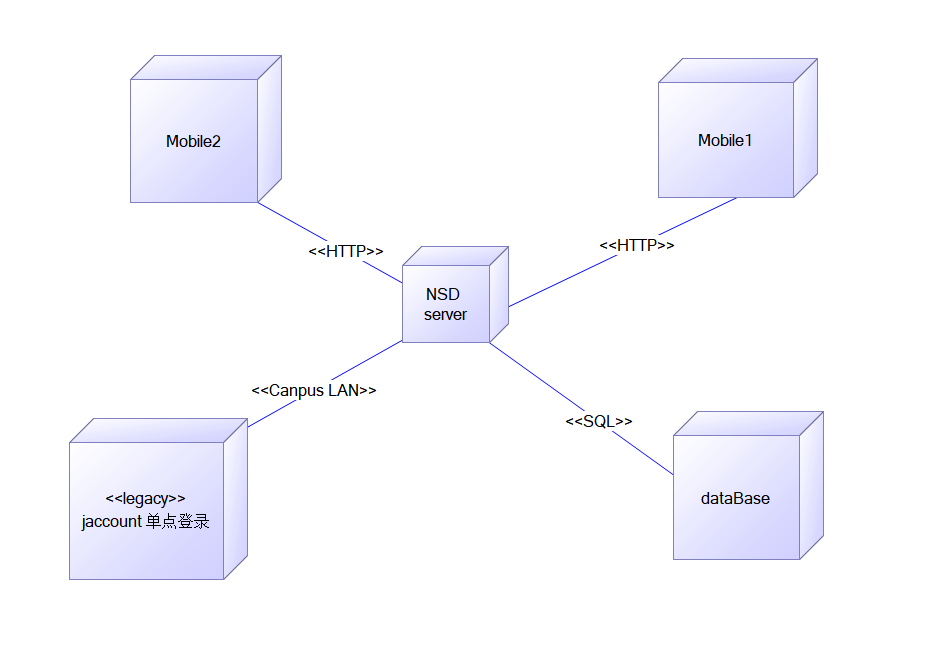 Mobile2
Mobile1
<<HTTP>>
<<HTTP>>
NSD
server
<<Canpus LAN>>
<<SQL>>
<<legacy>>
jaccount 单点登录
dataBase